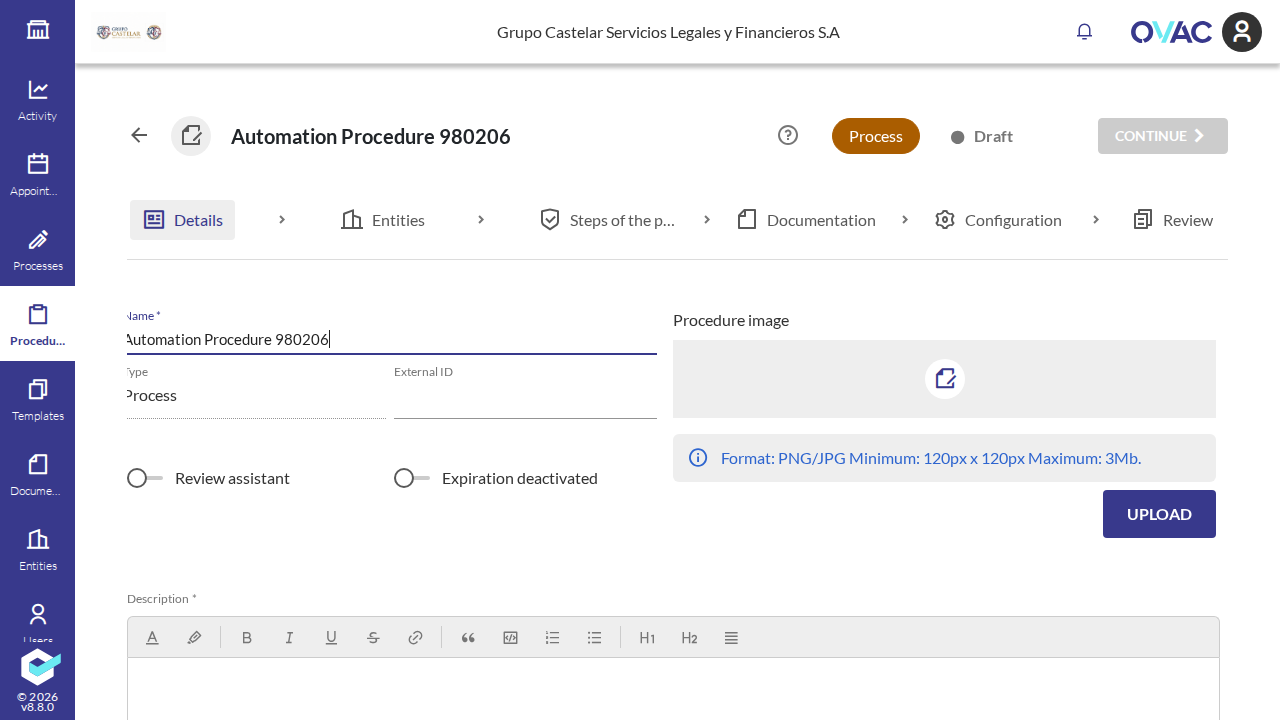 GRUPO
CASTELAR
Grupo Castelar Servicios Legales y Financieros S.A
OVAC
Activity
Appoint...
Processes
Procedu...
Templates
Docume...
Entities
Users
© 2026
v8.8.0
Automation Procedure 980206
Process
Draft
CONTINUE
Details
Entities
Steps of the p...
Documentation
Configuration
Review
Name *
Automation Procedure 980206
Type
Process
External ID
Review assistant
Expiration deactivated
Procedure image
Format: PNG/JPG Minimum: 120px x 120px Maximum: 3Mb.
UPLOAD
Description *
H1
H2